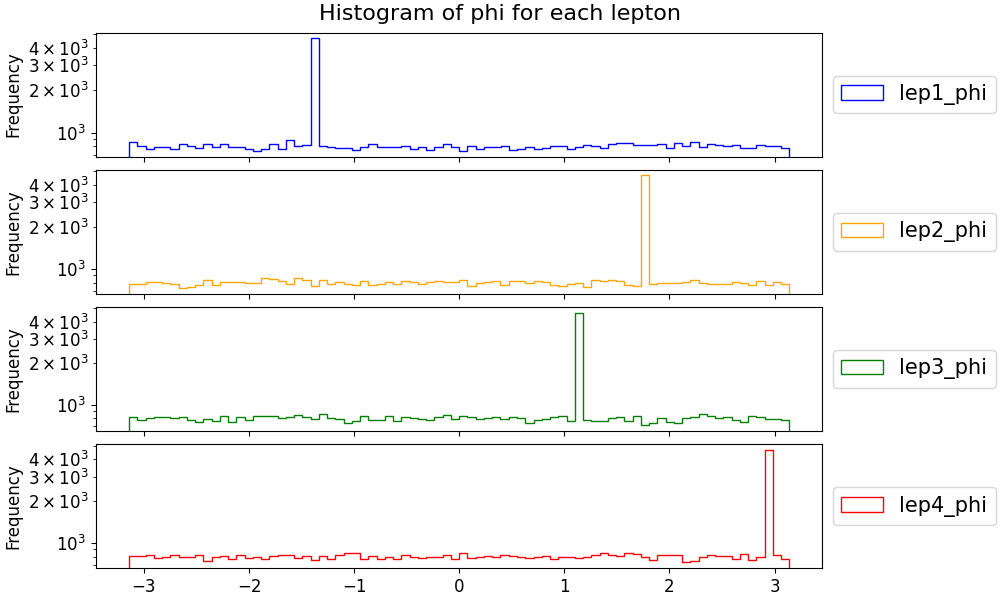 Histogram of phi for each lepton
Frequency
4 × 10³
3 × 10³
2 × 10³
10³
lep1_phi
Frequency
4 × 10³
3 × 10³
2 × 10³
10³
lep2_phi
Frequency
4 × 10³
3 × 10³
2 × 10³
10³
lep3_phi
Frequency
4 × 10³
3 × 10³
2 × 10³
10³
lep4_phi
−3 −2 −1 0 1 2 3